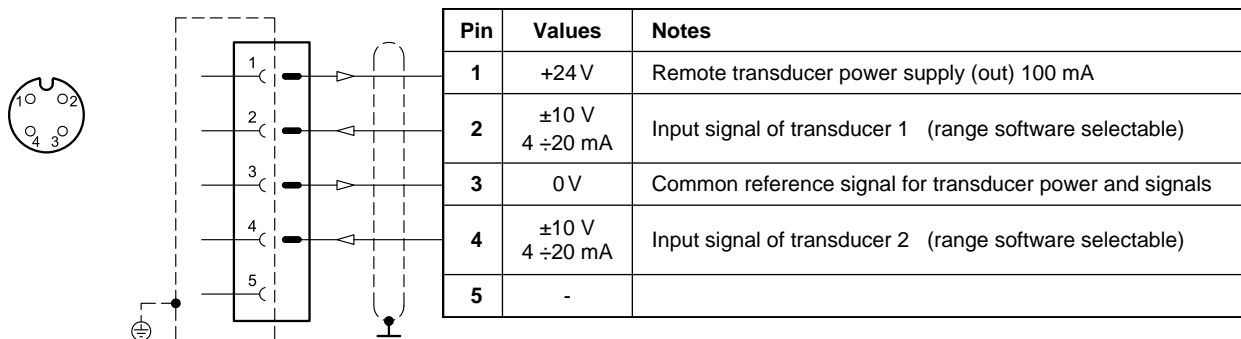 1 2
4 3
1
2
3
4
5
Pin Values Notes
1 +24 V Remote transducer power supply (out) 100 mA
2 ±10 V
4 ÷20 mA Input signal of transducer 1 (range software selectable)
3 0 V Common reference signal for transducer power and signals
4 ±10 V
4 ÷20 mA Input signal of transducer 2 (range software selectable)
5 -